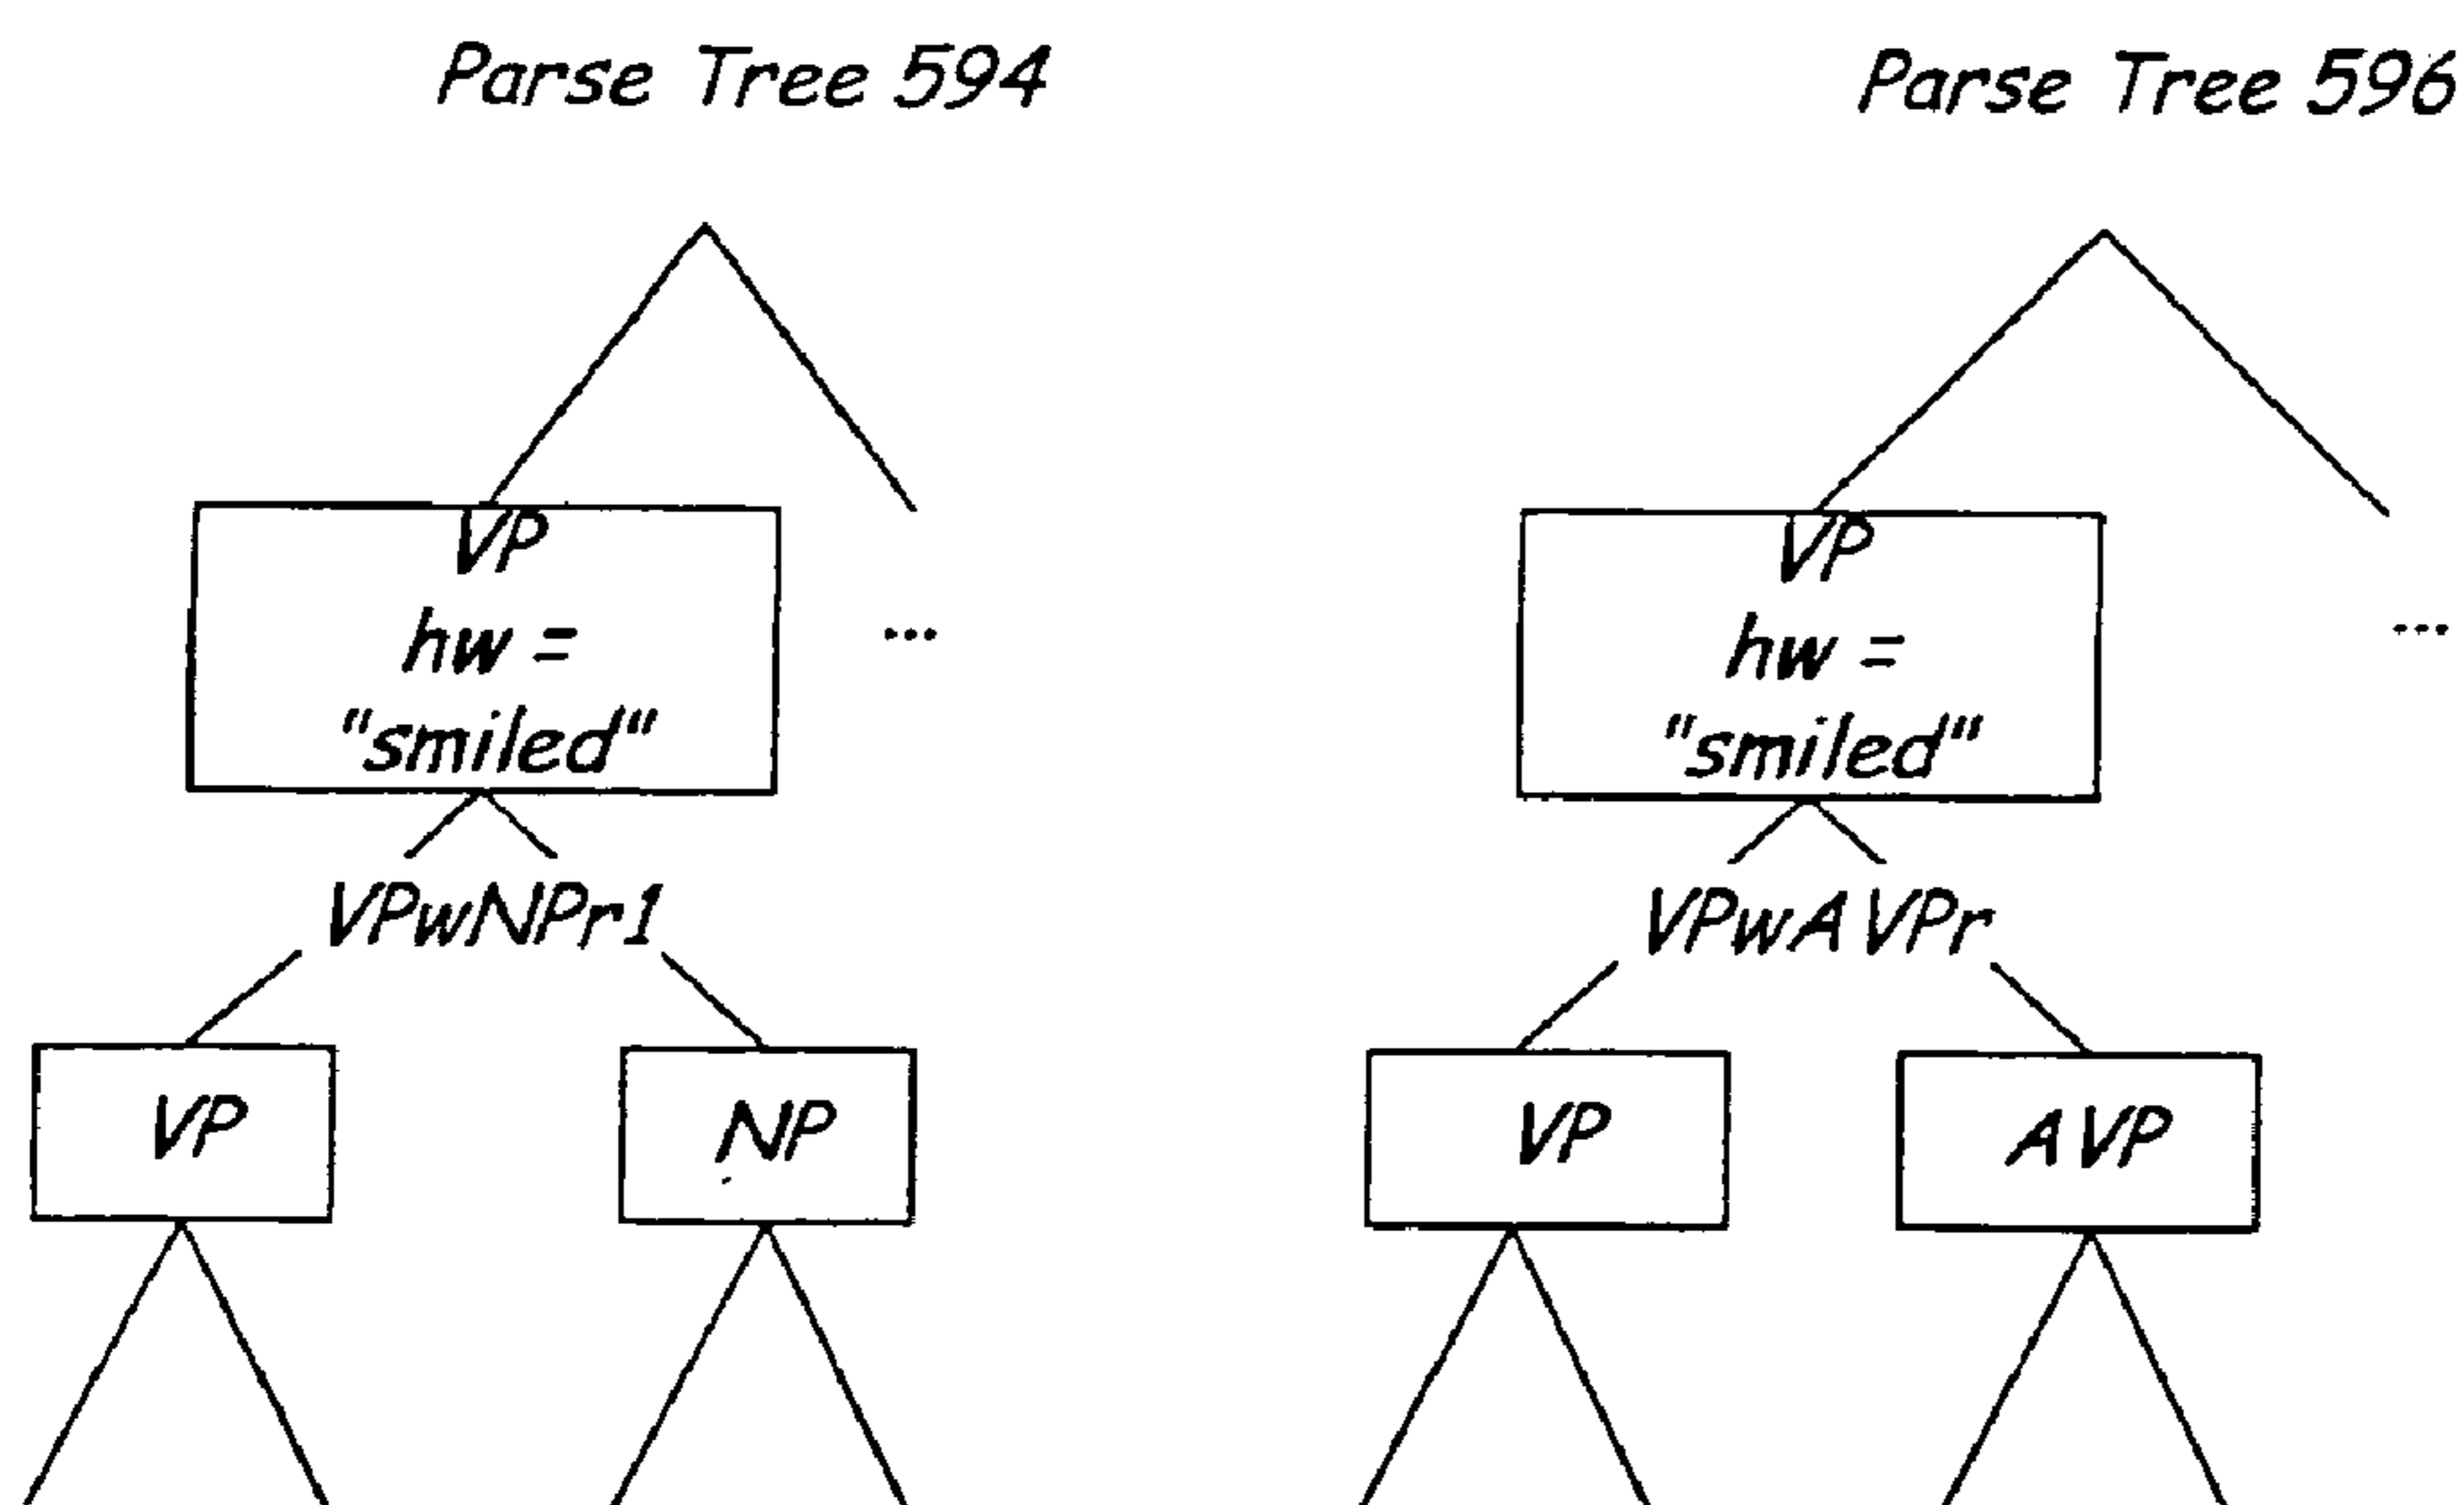 Parse Tree 594
Parse Tree 596
VP
hw =
"smiled"
...
VP
hw =
"smiled"
...
VPwNPr1
VPwAVPr
VP
NP
VP
AVP